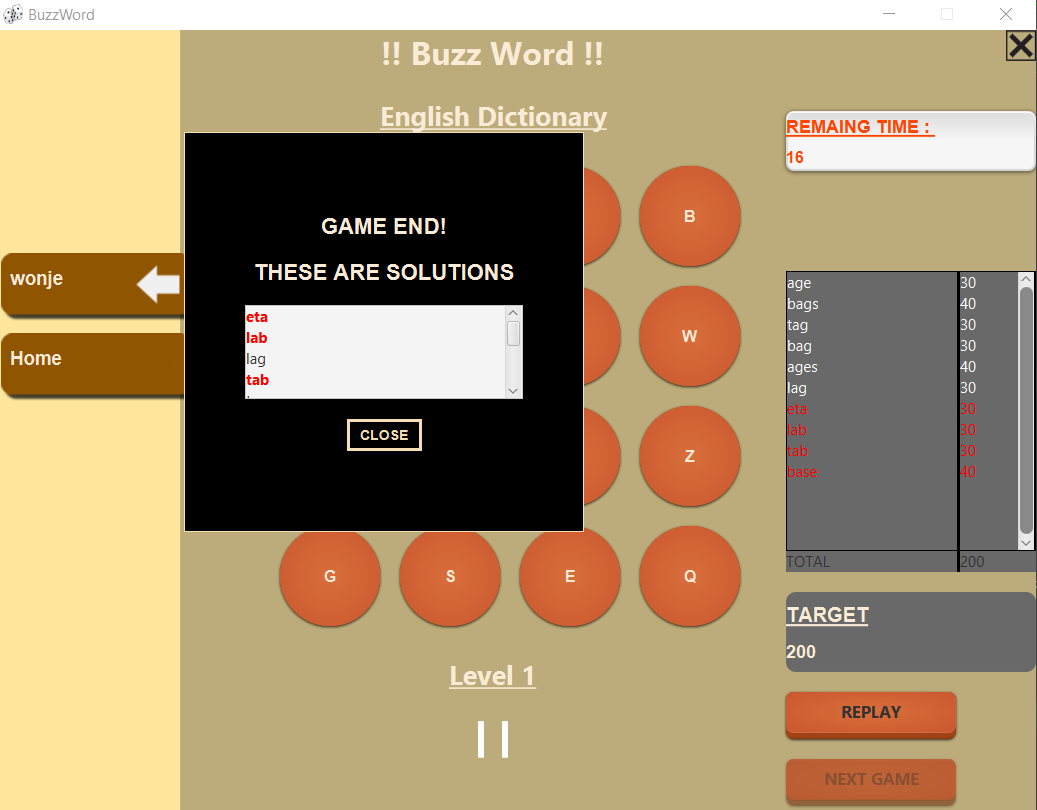 BuzzWord
!! Buzz Word !!
English Dictionary
REMAING TIME :
16
wonje
Home
GAME END!
THESE ARE SOLUTIONS
eta
lab
lag
tab
CLOSE
B
W
Z
G S E Q
age 30
bags 40
tag 30
bag 30
ages 40
lag 30
eta 30
lab 30
tab 30
base 40
TOTAL 200
TARGET
200
Level 1
REPLAY
NEXT GAME